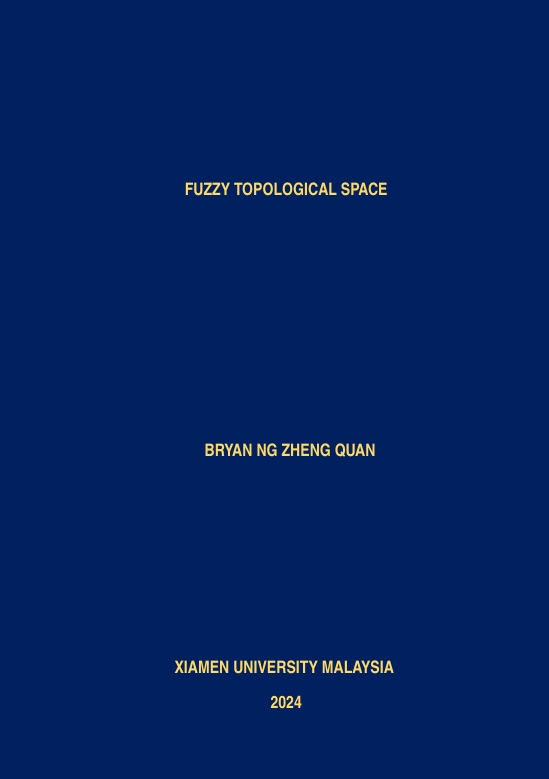 FUZZY TOPOLOGICAL SPACE
BRYAN NG ZHENG QUAN
XIAMEN UNIVERSITY MALAYSIA
2024